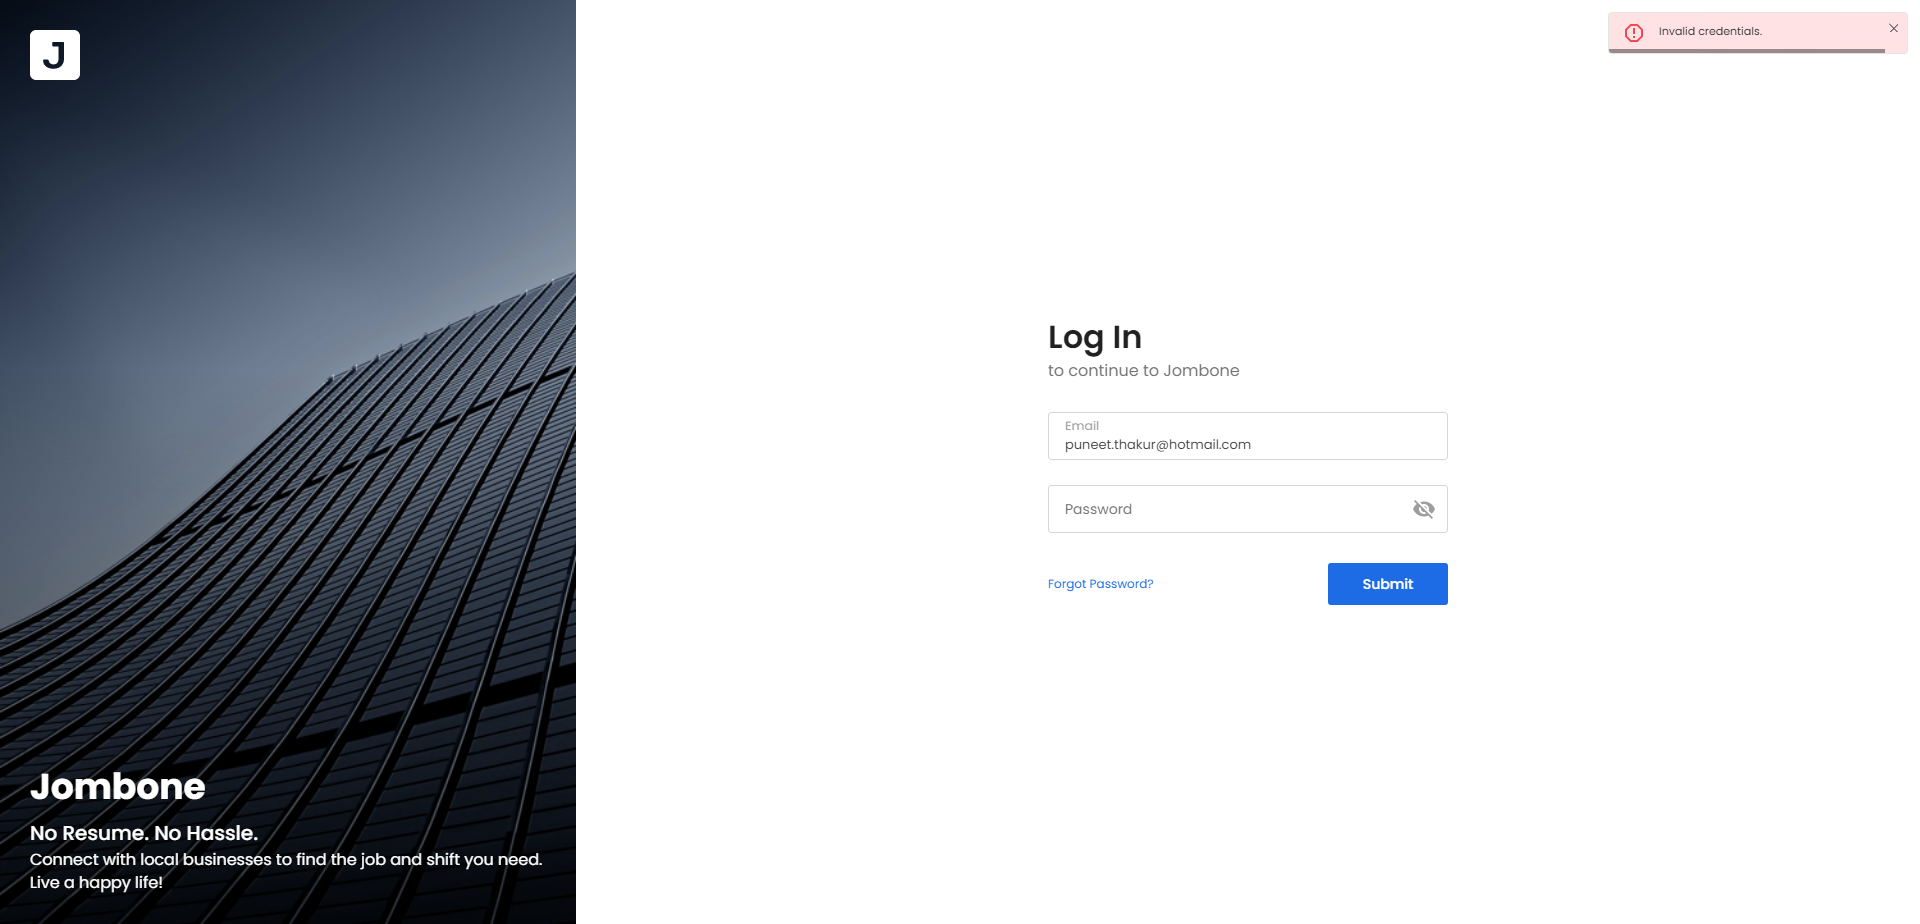 J
Jombone
No Resume. No Hassle.
Connect with local businesses to find the job and shift you need.
Live a happy life!
Invalid credentials.
Log In
to continue to Jombone
Email
puneet.thakur@hotmail.com
Password
Forgot Password?
Submit